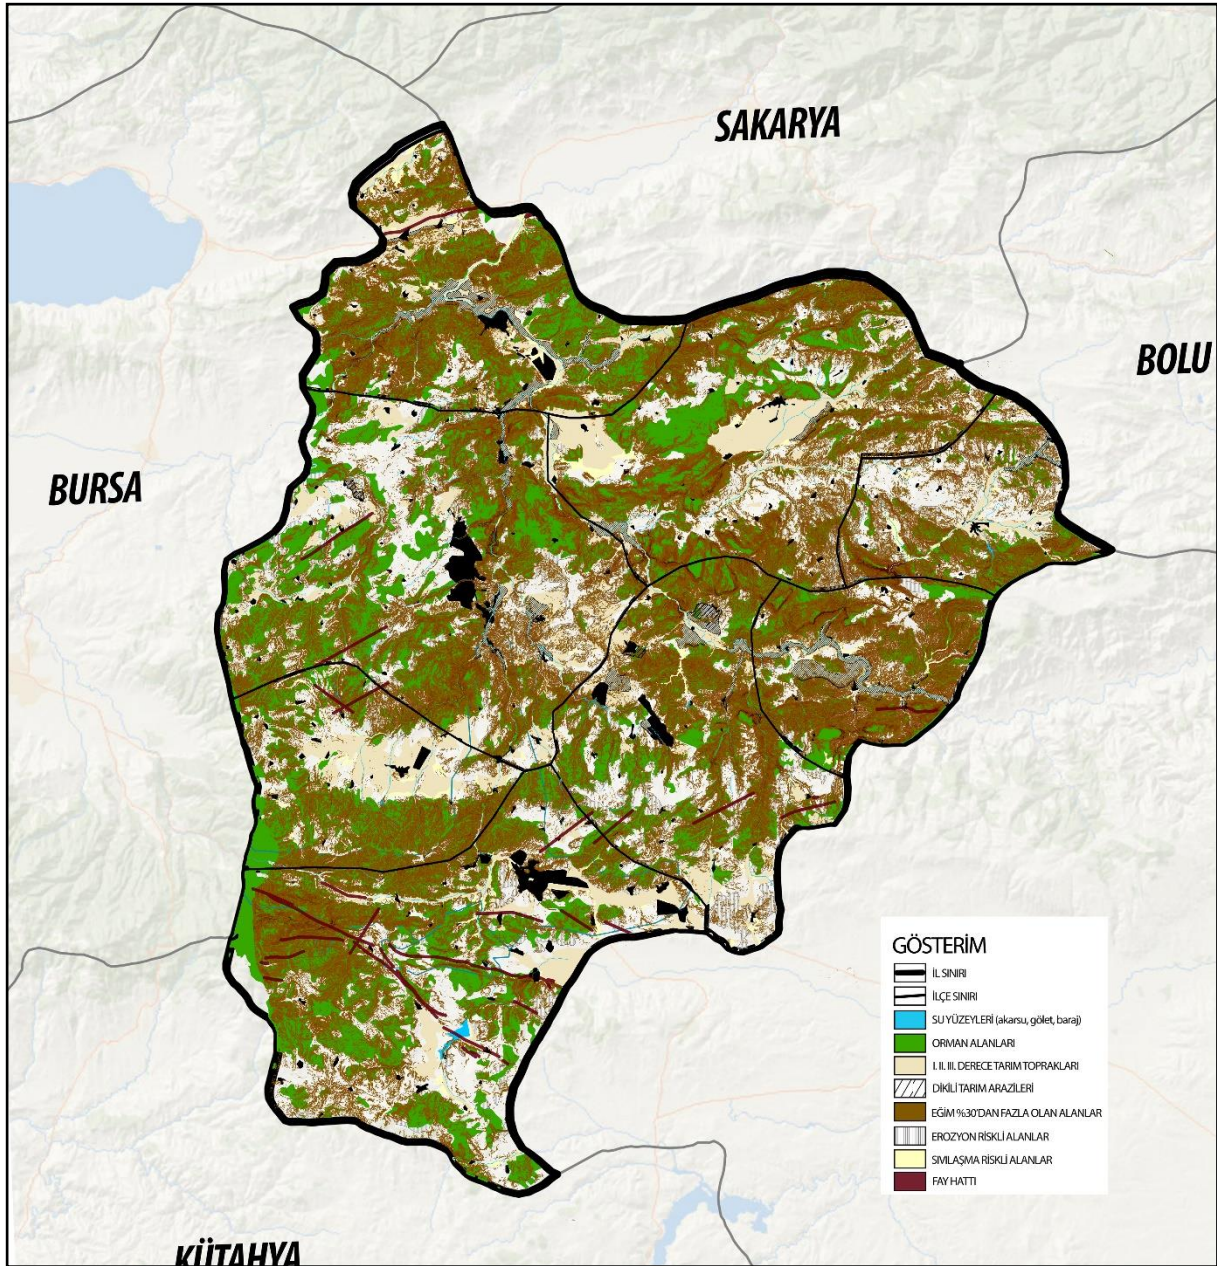 SAKARYA
BOLU
BURSA
KÜTAHYA
GÖSTERİM
İL SINIRI
İLÇE SINIRI
SU YÜZEYLERİ (akarsu, gölet, baraj)
ORMAN ALANLARI
I. II. III. DERECE TARIM TOPRAKLARI
DİKİLİ TARIM ARAZİLERİ
EĞİM %30'DAN FAZLA OLAN ALANLAR
EROZYON RİSKLİ ALANLAR
SIVILAŞMA RİSKLİ ALANLAR
FAY HATTI